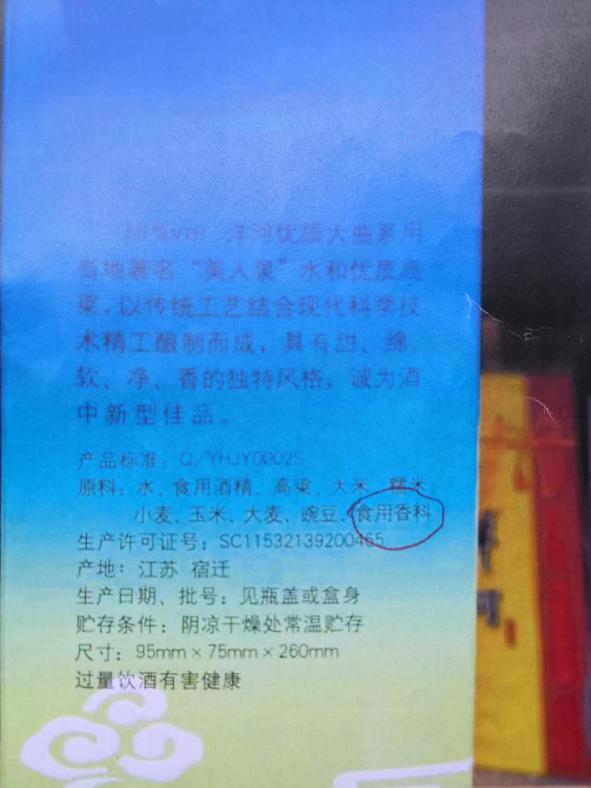 38%vol 洋河优质大曲系用
当地著名“美人泉”水和优质高
粱，以传统工艺结合现代科学技
术精工酿制而成，具有甜、绵、
软、净、香的独特风格，诚为酒
中新型佳品。
产品标准：Q/YHJY0002S
原料：水、食用酒精、高粱、大米、糯米、
小麦、玉米、大麦、豌豆、食用香料
生产许可证号：SC11532139200465
产地：江苏 宿迁
生产日期、批号：见瓶盖或盒身
贮存条件：阴凉干燥处常温贮存
尺寸：95mm×75mm×260mm
过量饮酒有害健康